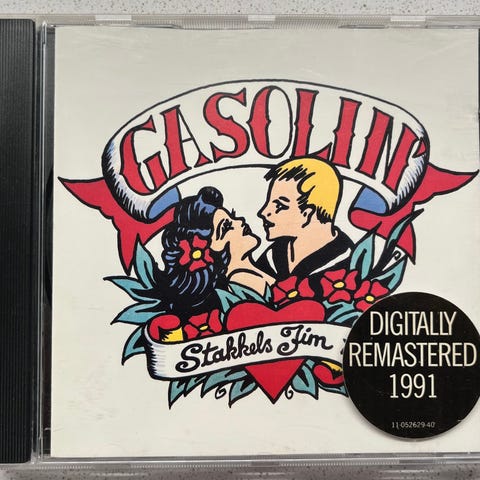 GASOLIN'
Stakkels Jim
DIGITALLY
REMASTERED
1991
11-052629-40